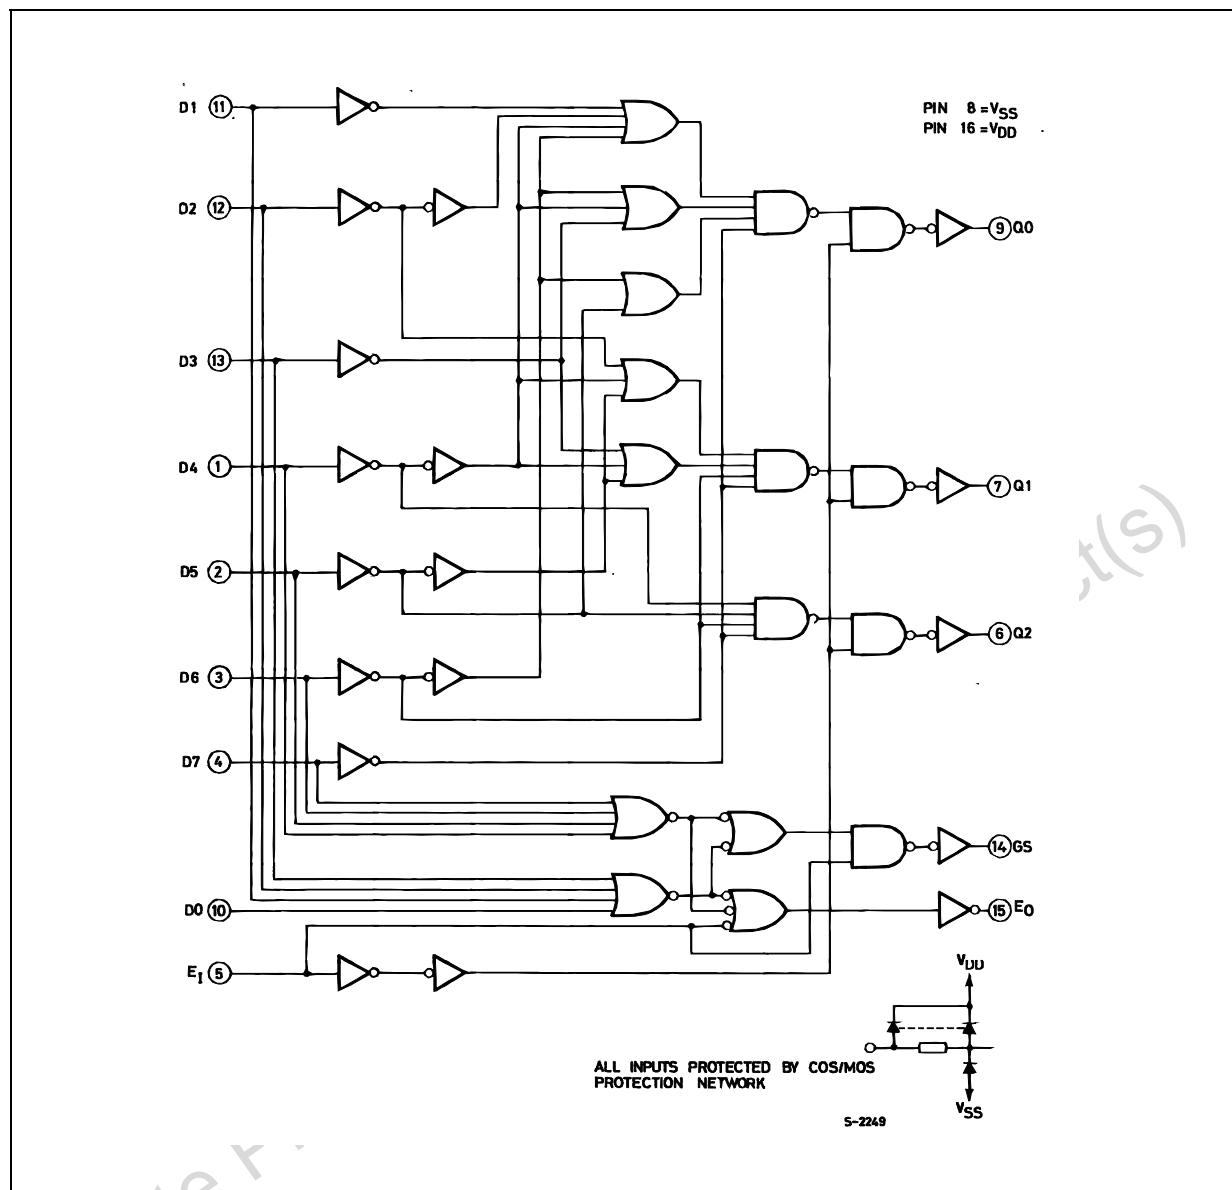 D1 11
PIN 8 = VSS
PIN 16 = VDD
D2 12
9 Q0
D3 13
D4 1
7 Q1
D5 2
6 Q2
D6 3
D7 4
14 GS
D0 10
15 EO
EI 5
VDD
ALL INPUTS PROTECTED BY COS/MOS
PROTECTION NETWORK
VSS
S-2249